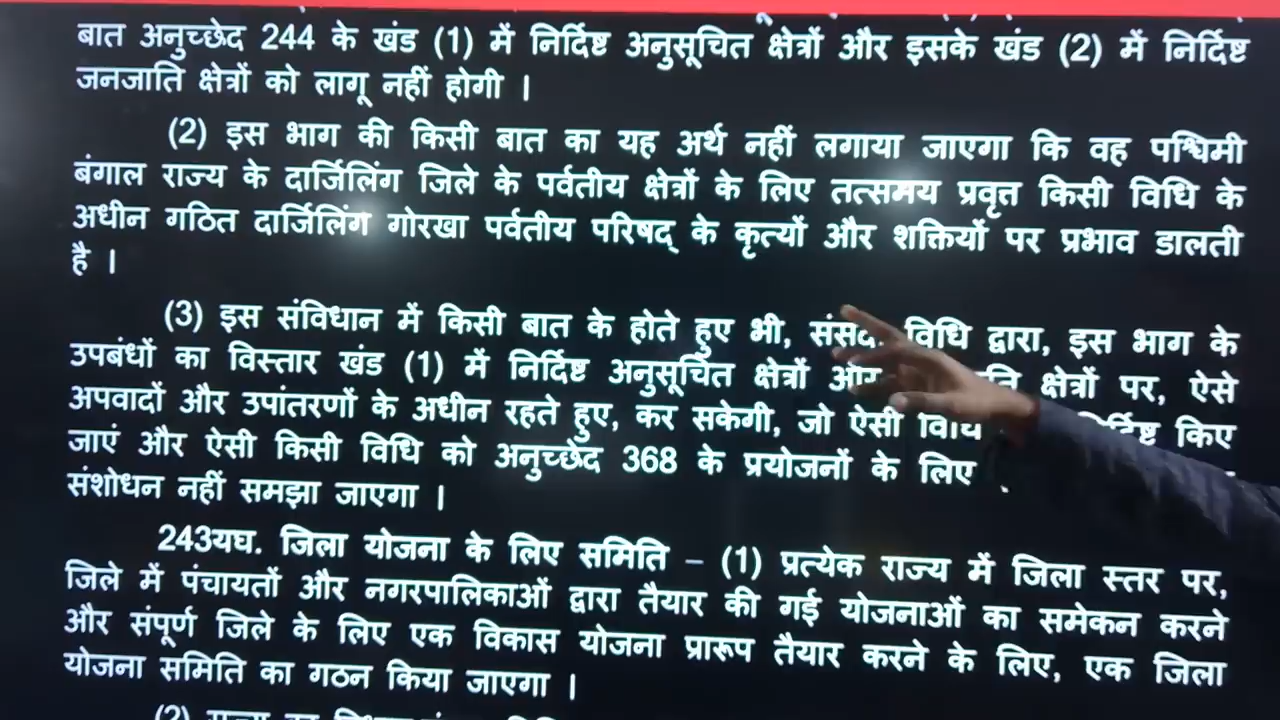 बात अनुच्छेद 244 के खंड (1) में निर्दिष्ट अनुसूचित क्षेत्रों और इसके खंड (2) में निर्दिष्ट
जनजाति क्षेत्रों को लागू नहीं होगी ।
(2) इस भाग की किसी बात का यह अर्थ नहीं लगाया जाएगा कि वह पश्चिमी
बंगाल राज्य के दार्जिलिंग जिले के पर्वतीय क्षेत्रों के लिए तत्समय प्रवृत्त किसी विधि के
अधीन गठित दार्जिलिंग गोरखा पर्वतीय परिषद् के कृत्यों और शक्तियों पर प्रभाव डालती
है ।
(3) इस संविधान में किसी बात के होते हुए भी, संसद, विधि द्वारा, इस भाग के
उपबंधों का विस्तार खंड (1) में निर्दिष्ट अनुसूचित क्षेत्रों और क्षेत्रों पर, ऐसे
अपवादों और उपांतरणों के अधीन रहते हुए, कर सकेगी, जो ऐसी विधि किए
जाएं और ऐसी किसी विधि को अनुच्छेद 368 के प्रयोजनों के लिए
संशोधन नहीं समझा जाएगा ।
243यघ. जिला योजना के लिए समिति – (1) प्रत्येक राज्य में जिला स्तर पर,
जिले में पंचायतों और नगरपालिकाओं द्वारा तैयार की गई योजनाओं का समेकन करने
और संपूर्ण जिले के लिए एक विकास योजना प्रारूप तैयार करने के लिए, एक जिला
योजना समिति का गठन किया जाएगा ।
(2)